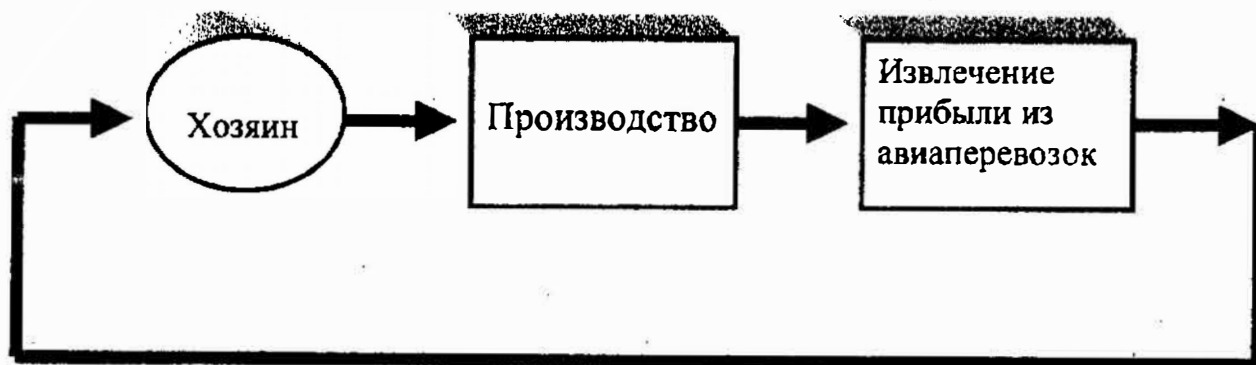 Хозяин
Производство
Извлечение
прибыли из
авиаперевозок